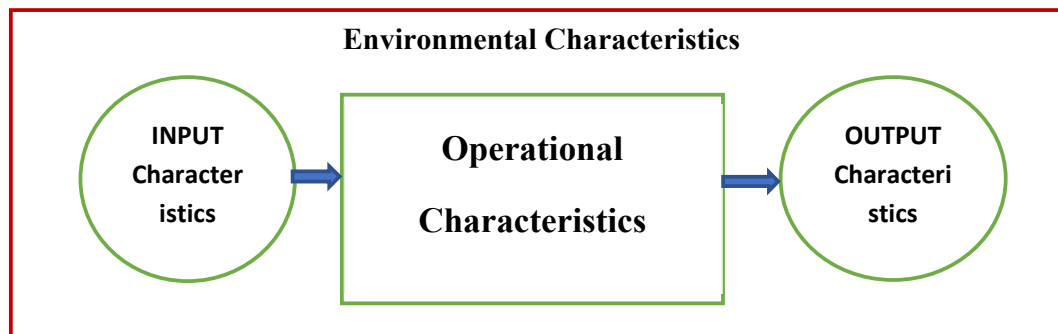 Environmental Characteristics
INPUT
Character
istics
Operational
Characteristics
OUTPUT
Characteri
stics